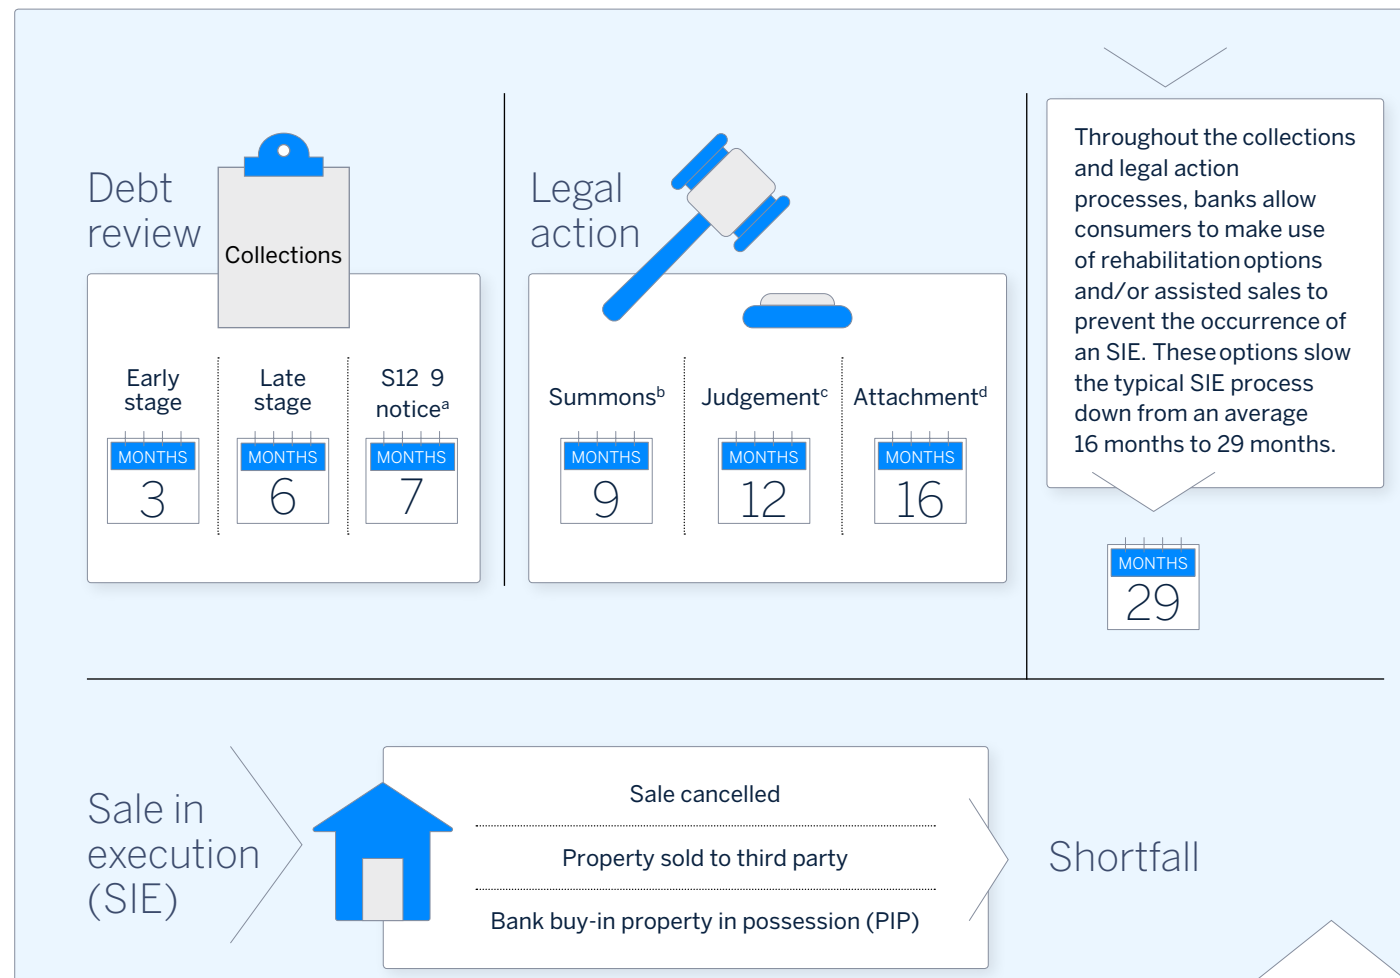 Debt
review
Collections
Early
stage
MONTHS
3
Late
stage
MONTHS
6
S12 9
noticeᵃ
MONTHS
7
Legal
action
Summonsᵇ
MONTHS
9
Judgementᶜ
MONTHS
12
Attachmentᵈ
MONTHS
16
Throughout the collections
and legal action
processes, banks allow
consumers to make use
of rehabilitation options
and/or assisted sales to
prevent the occurrence of
an SIE. These options slow
the typical SIE process
down from an average
16 months to 29 months.
MONTHS
29
Sale in
execution
(SIE)
Sale cancelled
Property sold to third party
Bank buy-in property in possession (PIP)
Shortfall